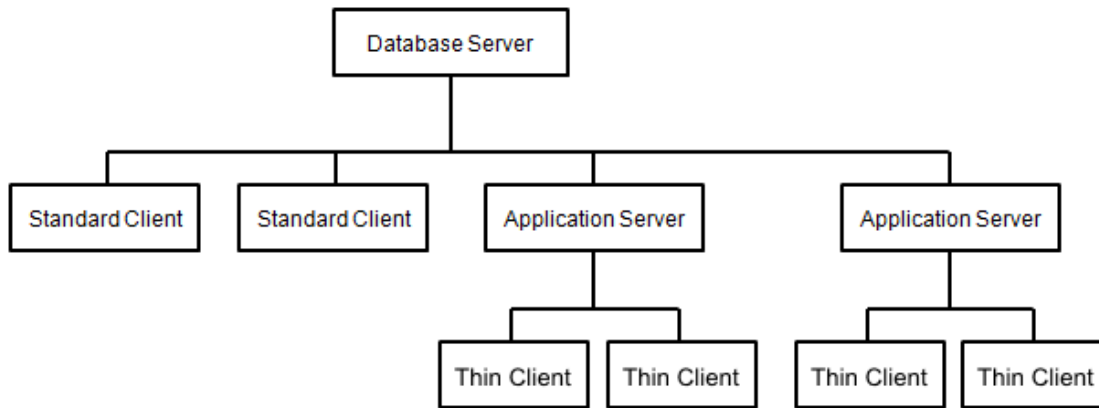 Database Server
Standard Client
Standard Client
Application Server
Application Server
Thin Client
Thin Client
Thin Client
Thin Client